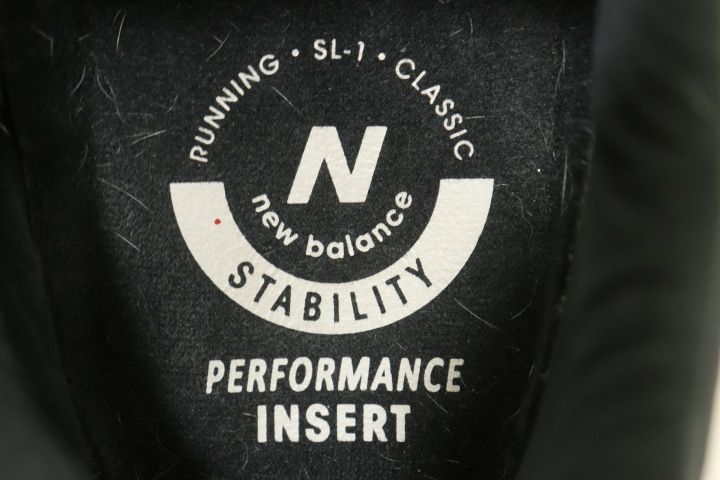 RUNNING • SL-1 • CLASSIC
N
new balance
STABILITY
PERFORMANCE
INSERT